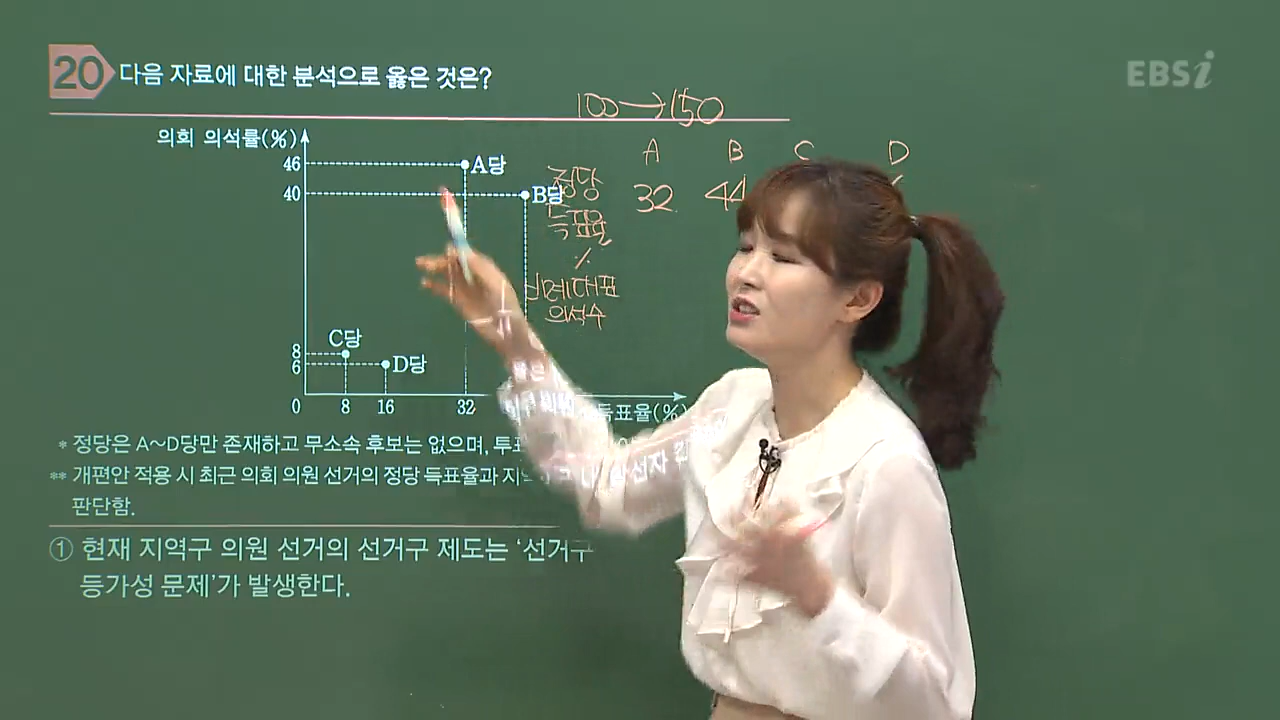 20 다음 자료에 대한 분석으로 옳은 것은?
EBSi
100→150
의회 의석률(%)
A B C D
46 A당
정당 32 44
40 B당
득표율
%
비례대표
의석수
C당
8
6 D당
0 8 16 32 득표율(%)
* 정당은 A~D당만 존재하고 무소속 후보는 없으며,
** 개편안 적용 시 최근 의회 의원 선거의 정당 득표율과
판단함.
① 현재 지역구 의원 선거의 선거구 제도는 ‘선거구
등가성 문제’가 발생한다.